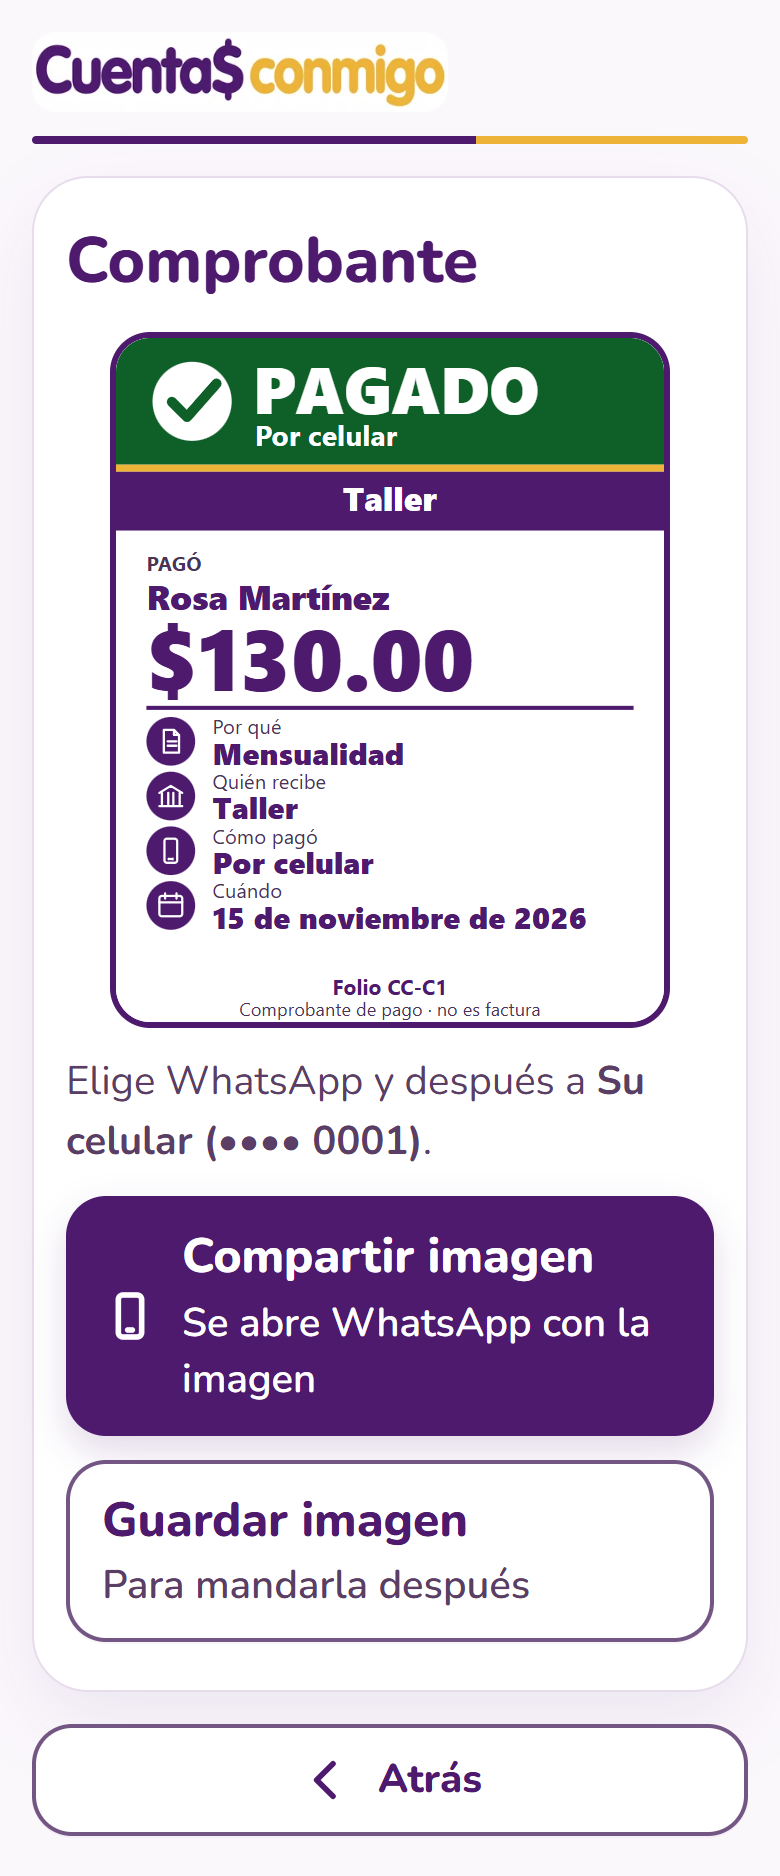 Cuenta$ conmigo
Comprobante
PAGADO
Por celular
Taller
PAGÓ
Rosa Martínez
$130.00
Por qué
Mensualidad
Quién recibe
Taller
Cómo pagó
Por celular
Cuándo
15 de noviembre de 2026
Folio CC-C1
Comprobante de pago · no es factura
Elige WhatsApp y después a Su
celular (•••• 0001).
Compartir imagen
Se abre WhatsApp con la
imagen
Guardar imagen
Para mandarla después
Atrás